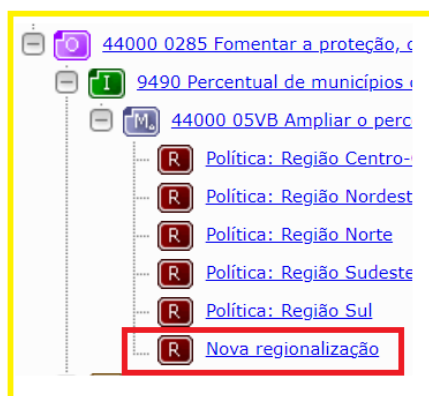 O 44000 0285 Fomentar a proteção,
I 9490 Percentual de municípios
M. 44000 05VB Ampliar o perc
R Política: Região Centro-
R Política: Região Nordest
R Política: Região Norte
R Política: Região Sudeste
R Política: Região Sul
R Nova regionalização